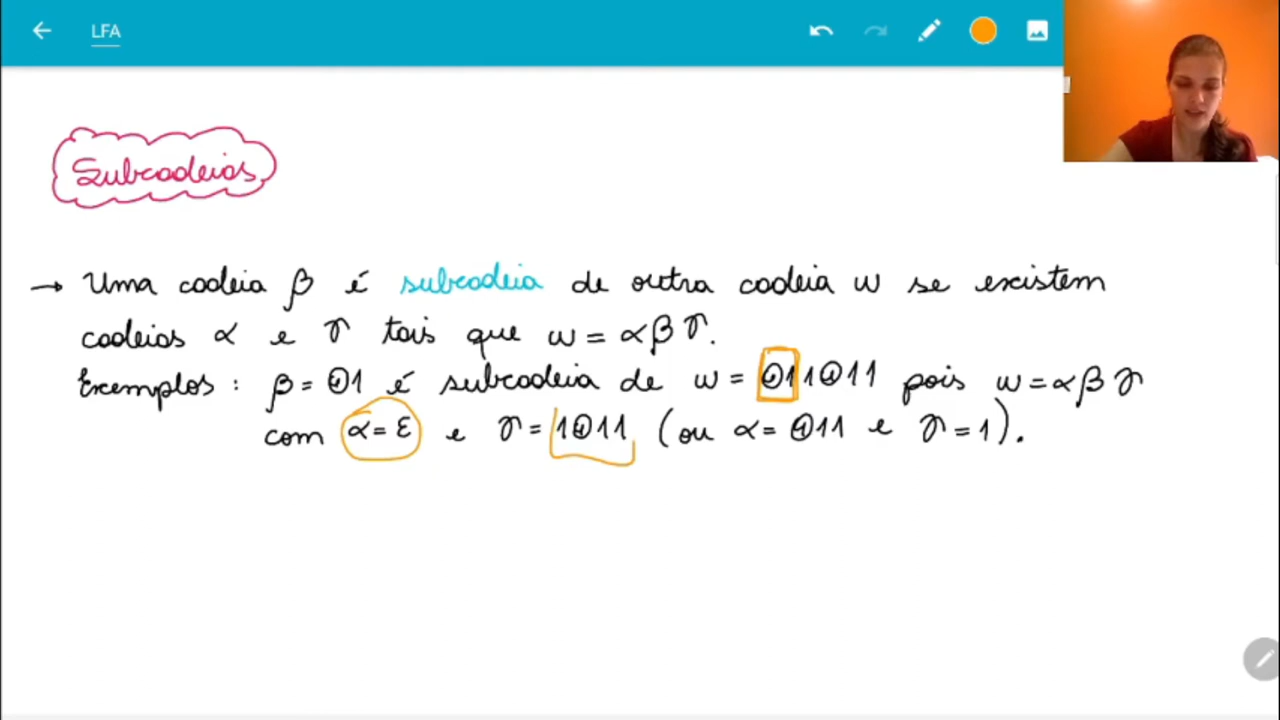 LFA
Subcadeias
→ Uma cadeia β é subcadeia de outra cadeia w se existem
cadeias α e γ tais que w = αβγ.
Exemplos: β = 01 é subcadeia de w = 011011 pois w = αβγ
com α = ε e γ = 1011 (ou α = 011 e γ = 1).